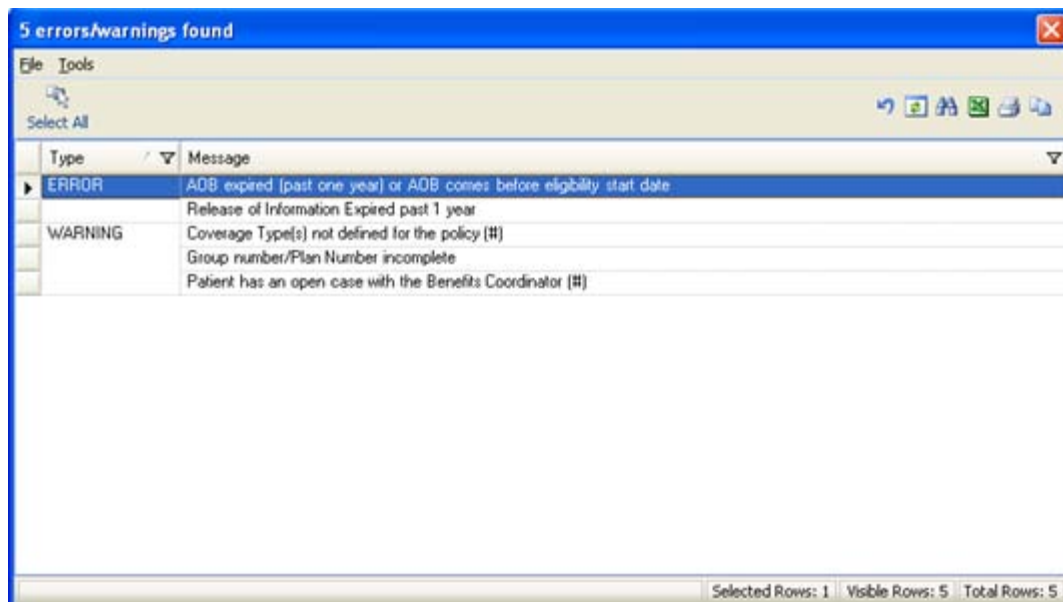 5 errors/warnings found
File Tools
Select All
Type Message
ERROR AOB expired (past one year) or AOB comes before eligibility start date
Release of Information Expired past 1 year
WARNING Coverage Type(s) not defined for the policy (#)
Group number/Plan Number incomplete
Patient has an open case with the Benefits Coordinator (#)
Selected Rows: 1 Visible Rows: 5 Total Rows: 5